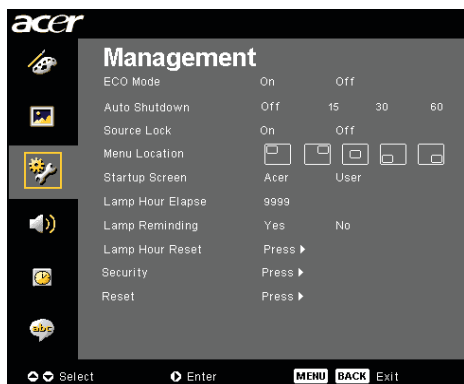 acer
Management
ECO Mode On Off
Auto Shutdown Off 15 30 60
Source Lock On Off
Menu Location
Startup Screen Acer User
Lamp Hour Elapse 9999
Lamp Reminding Yes No
Lamp Hour Reset Press
Security Press
Reset Press
abc
Select Enter MENU BACK Exit